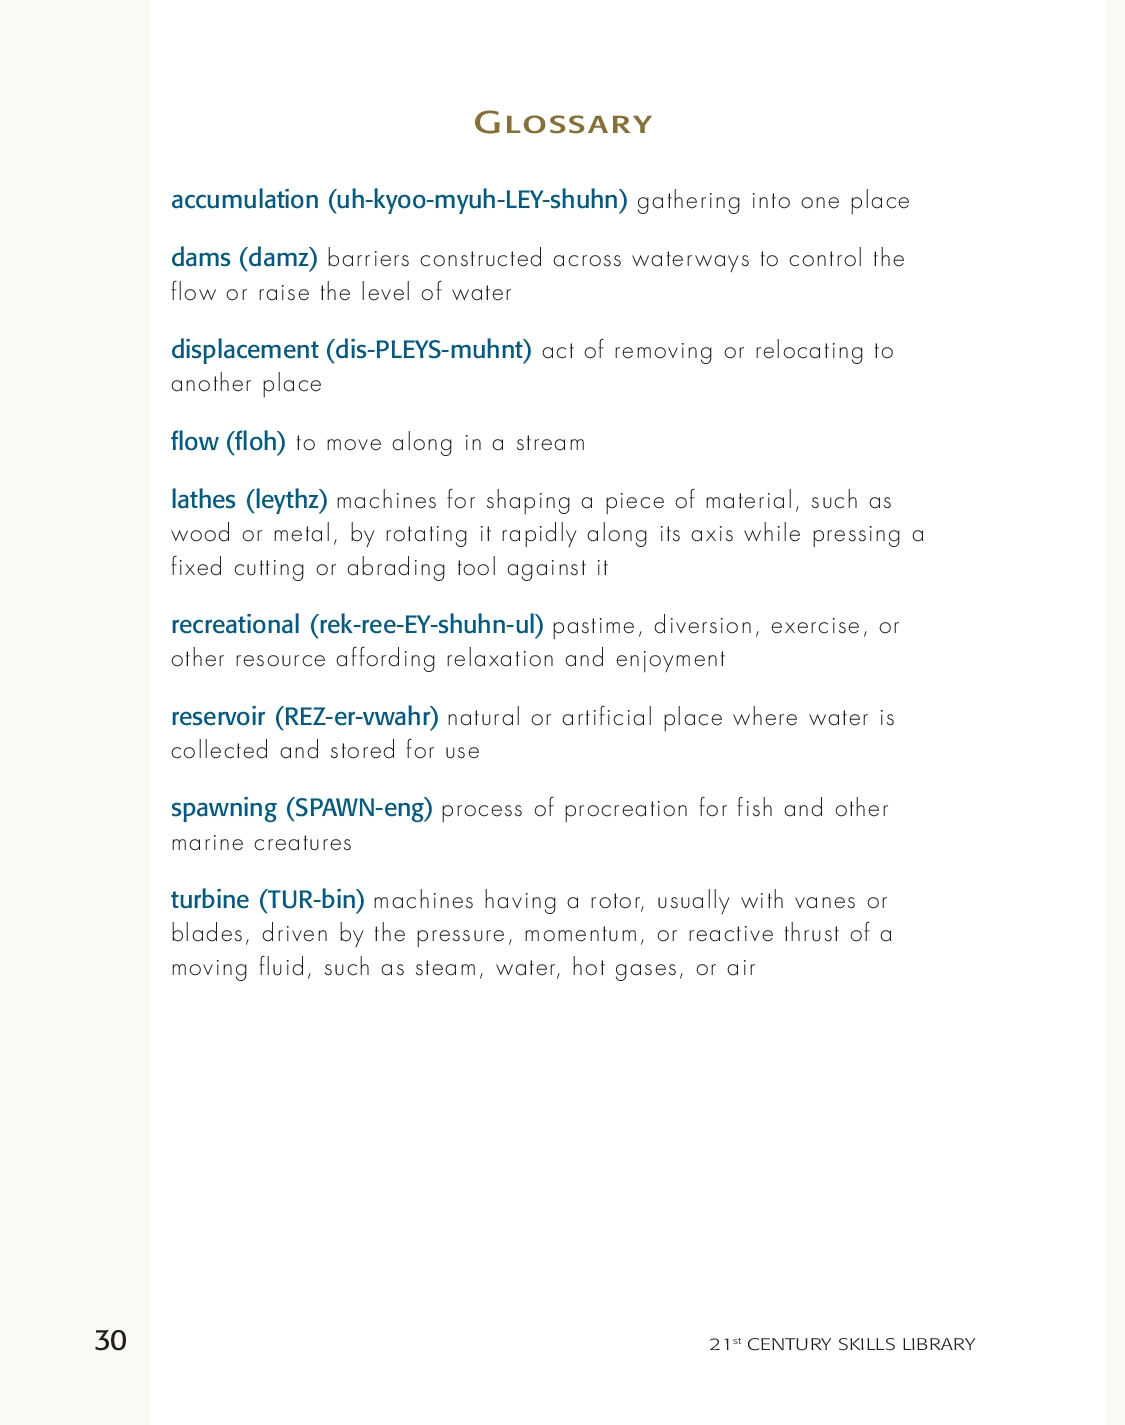 Glossary
accumulation (uh-kyoo-myuh-LEY-shuhn) gathering into one place
dams (damz) barriers constructed across waterways to control the
flow or raise the level of water
displacement (dis-PLEYS-muhnt) act of removing or relocating to
another place
flow (floh) to move along in a stream
lathes (leythz) machines for shaping a piece of material, such as
wood or metal, by rotating it rapidly along its axis while pressing a
fixed cutting or abrading tool against it
recreational (rek-ree-EY-shuhn-ul) pastime, diversion, exercise, or
other resource affording relaxation and enjoyment
reservoir (REZ-er-vwahr) natural or artificial place where water is
collected and stored for use
spawning (SPAWN-eng) process of procreation for fish and other
marine creatures
turbine (TUR-bin) machines having a rotor, usually with vanes or
blades, driven by the pressure, momentum, or reactive thrust of a
moving fluid, such as steam, water, hot gases, or air
30
21st CENTURY SKILLS LIBRARY